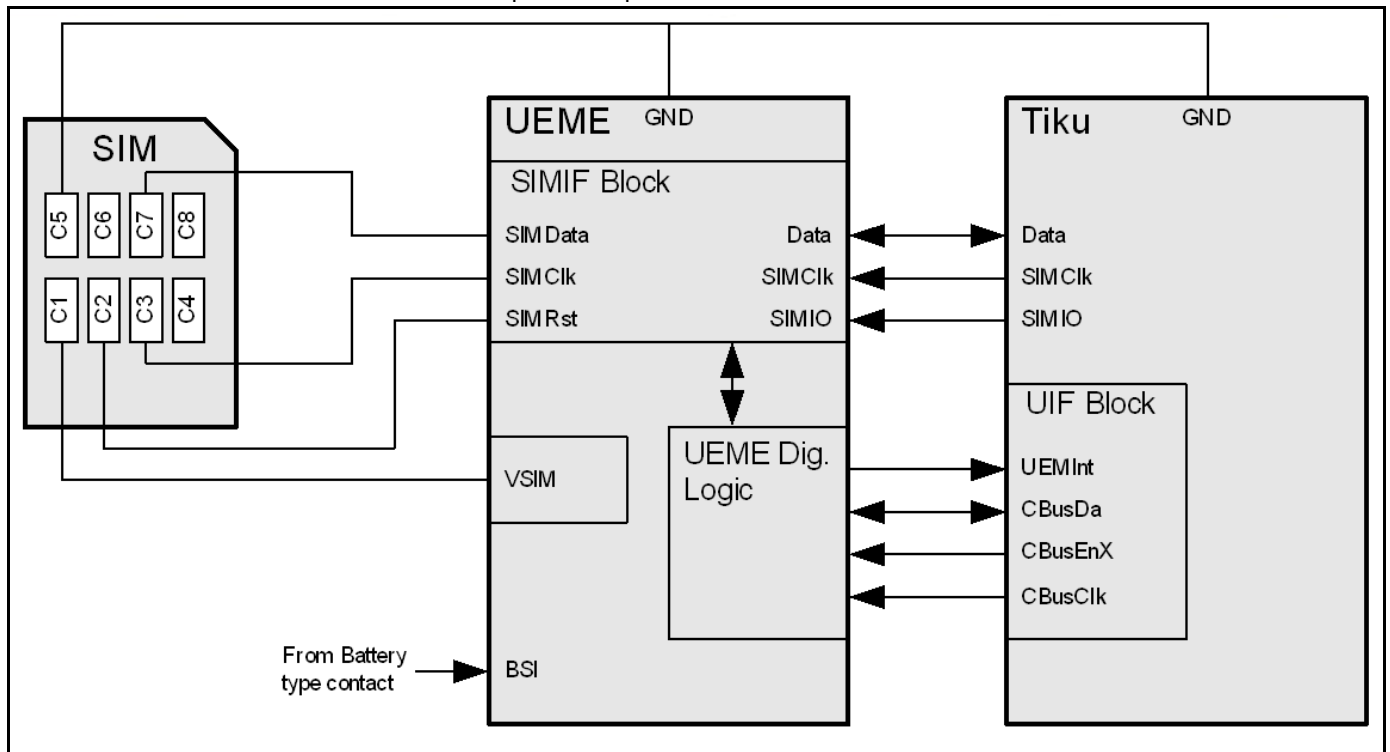 SIM
C5
C6
C7
C8
C1
C2
C3
C4
UEME
GND
SIMIF Block
SIMData
Data
SIMClk
SIMClk
SIMRst
SIMIO
VSIM
UEME Dig.
Logic
From Battery
type contact
BSI
Tiku
GND
Data
SIMClk
SIMIO
UIF Block
UEMInt
CBusDa
CBusEnX
CBusClk